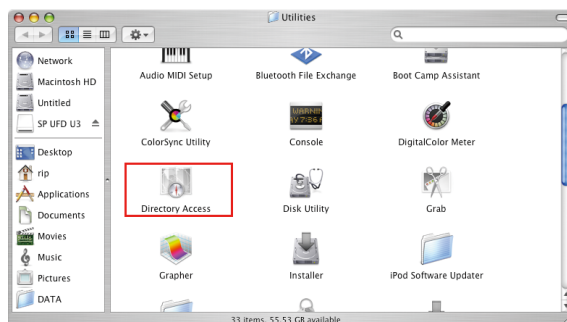 Utilities
Network
Macintosh HD
Untitled
SP UFD U3
Desktop
rip
Applications
Documents
Movies
Music
Pictures
DATA
Audio MIDI Setup
Bluetooth File Exchange
Boot Camp Assistant
ColorSync Utility
Console
DigitalColor Meter
Directory Access
Disk Utility
Grab
Grapher
Installer
iPod Software Updater
33 items, 55.53 GB available